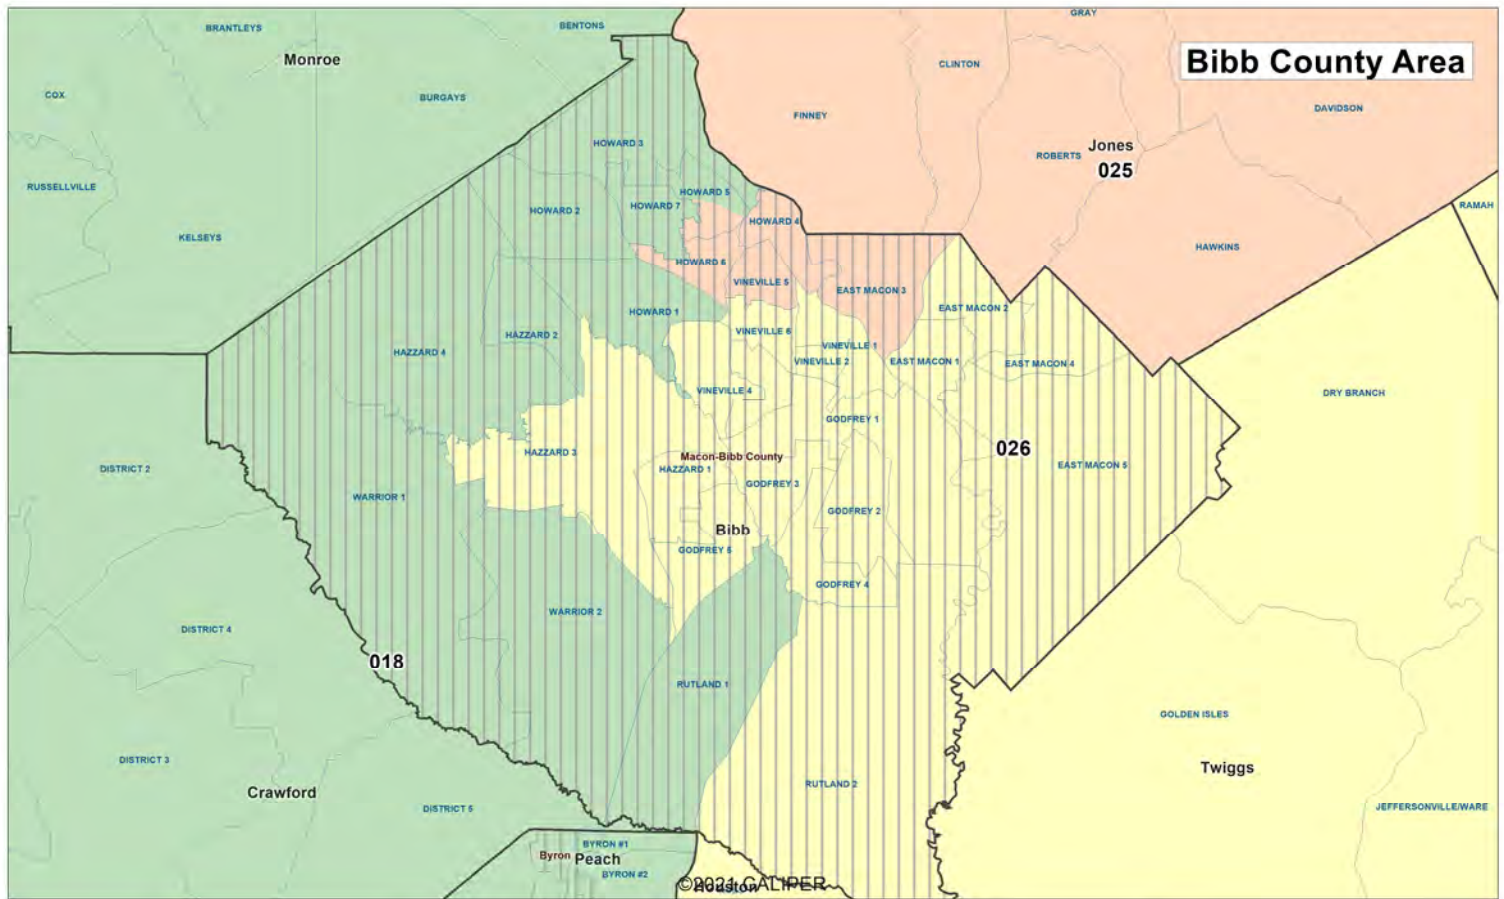 GRAY
BRANTLEYS
BENTONS
Bibb County Area
Monroe
CLINTON
COX
BURGAYS
DAVIDSON
FINNEY
HOWARD 3
Jones
ROBERTS
025
RUSSELLVILLE
HOWARD 5
HOWARD 7
RAMAH
HOWARD 2
HOWARD 4
KELSEYS
HAWKINS
HOWARD 6
VINEVILLE 5
EAST MACON 3
EAST MACON 2
HOWARD 1
VINEVILLE 6
HAZZARD 2
VINEVILLE 1
HAZZARD 4
VINEVILLE 2
EAST MACON 1
EAST MACON 4
VINEVILLE 4
DRY BRANCH
GODFREY 1
026
HAZZARD 3
Macon-Bibb County
EAST MACON 5
DISTRICT 2
HAZZARD 1
GODFREY 3
WARRIOR 1
GODFREY 2
Bibb
GODFREY 5
GODFREY 4
WARRIOR 2
DISTRICT 4
018
RUTLAND 1
GOLDEN ISLES
DISTRICT 3
Twiggs
RUTLAND 2
Crawford
DISTRICT 5
JEFFERSONVILLE/WARE
BYRON #1
Byron
Peach
BYRON #2
©2021 CALIPER
Houston